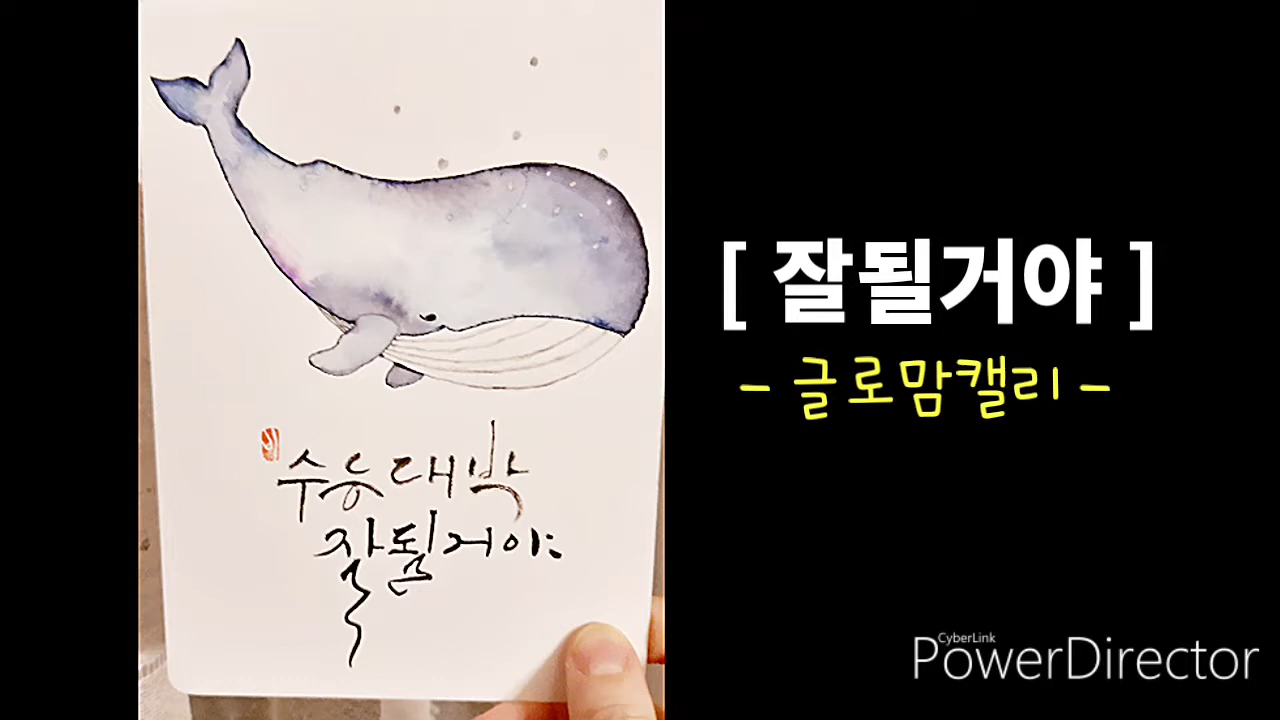 수능대박
잘될거야
[ 잘될거야 ]
- 글로맘캘리 -
CyberLink
PowerDirector